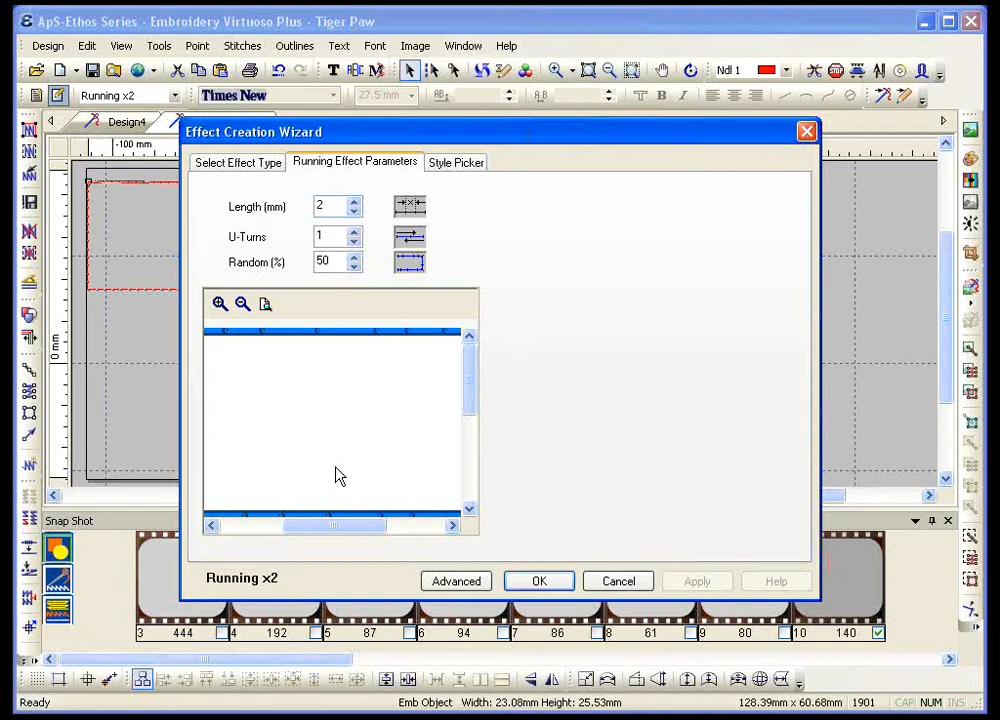 ApS-Ethos Series - Embroidery Virtuoso Plus - Tiger Paw
Design Edit View Tools Point Stitches Outlines Text Font Image Window Help
T ABC Ndl 1
Running x2 Times New 27.5 mm AB A·B T B I
Design4
-100 mm
0 mm
Effect Creation Wizard
Select Effect Type Running Effect Parameters Style Picker
Length (mm) 2
U-Turns 1
Random (%) 50
Running x2
Advanced OK Cancel Apply Help
Snap Shot
3 444 4 192 5 87 6 94 7 86 8 61 9 80 10 140
Ready Emb Object Width: 23.08mm Height: 25.53mm 128.39mm × 60.68mm 1901 CAP NUM INS